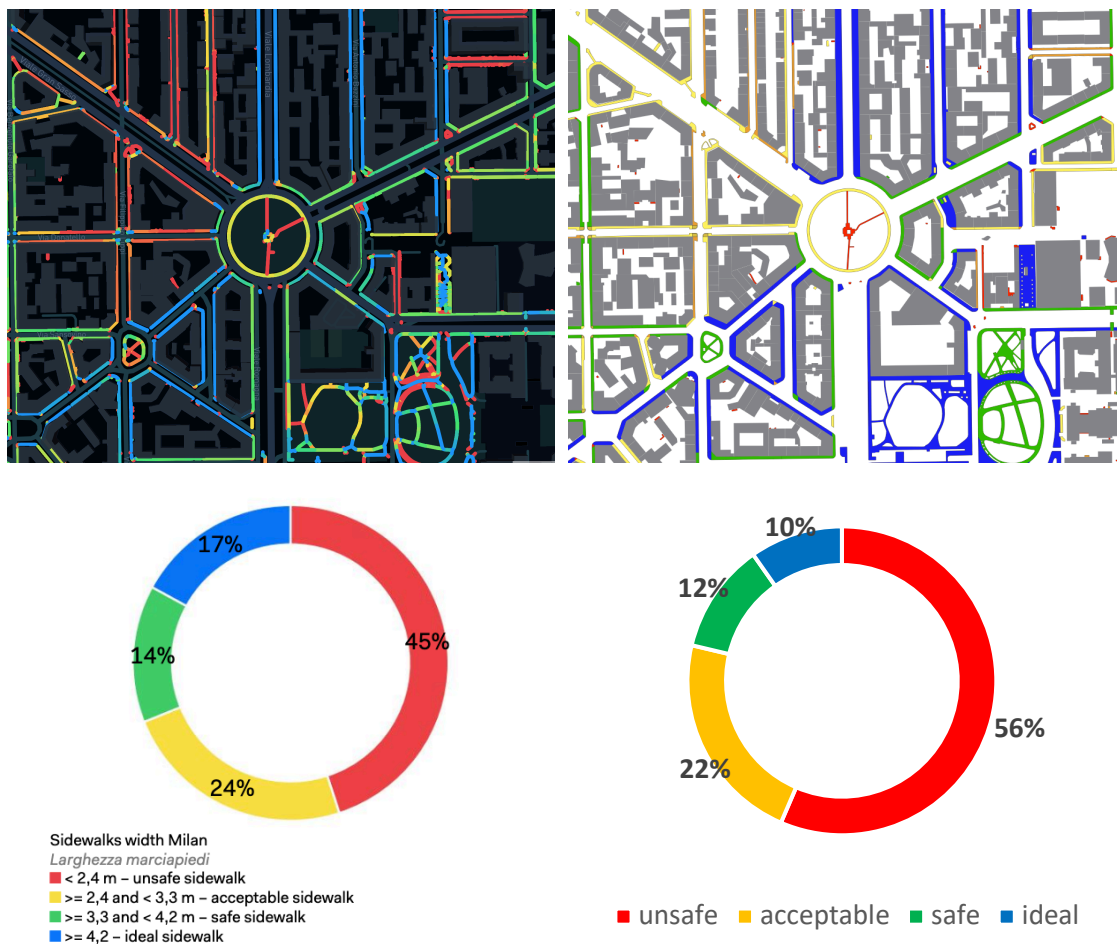 Viale Lombardia
17%
45%
14%
24%
Sidewalks width Milan
Larghezza marciapiedi
< 2,4 m – unsafe sidewalk
>= 2,4 and < 3,3 m – acceptable sidewalk
>= 3,3 and < 4,2 m – safe sidewalk
>= 4,2 – ideal sidewalk
10%
12%
56%
22%
unsafe acceptable safe ideal